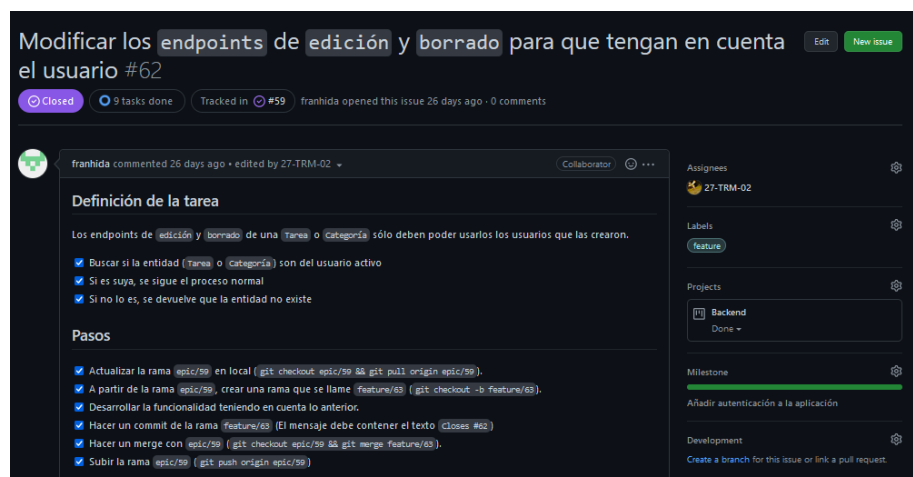 Modificar los endpoints de edición y borrado para que tengan en cuenta
el usuario #62
Edit
New issue
Closed
9 tasks done
Tracked in #59
franhida opened this issue 26 days ago · 0 comments
franhida commented 26 days ago • edited by 27-TRM-02
Collaborator
Definición de la tarea
Los endpoints de edición y borrado de una Tarea o Categoría sólo deben poder usarlos los usuarios que las crearon.
Buscar si la entidad (Tarea o Categoría) son del usuario activo
Si es suya, se sigue el proceso normal
Si no lo es, se devuelve que la entidad no existe
Pasos
Actualizar la rama epic/59 en local (git checkout epic/59 && git pull origin epic/59).
A partir de la rama epic/59, crear una rama que se llame feature/63 (git checkout -b feature/63).
Desarrollar la funcionalidad teniendo en cuenta lo anterior.
Hacer un commit de la rama feature/63 (El mensaje debe contener el texto Closes #62)
Hacer un merge con epic/59 (git checkout epic/59 && git merge feature/63).
Subir la rama epic/59 (git push origin epic/59)
Assignees
27-TRM-02
Labels
feature
Projects
Backend
Done
Milestone
Añadir autenticación a la aplicación
Development
Create a branch for this issue or link a pull request.